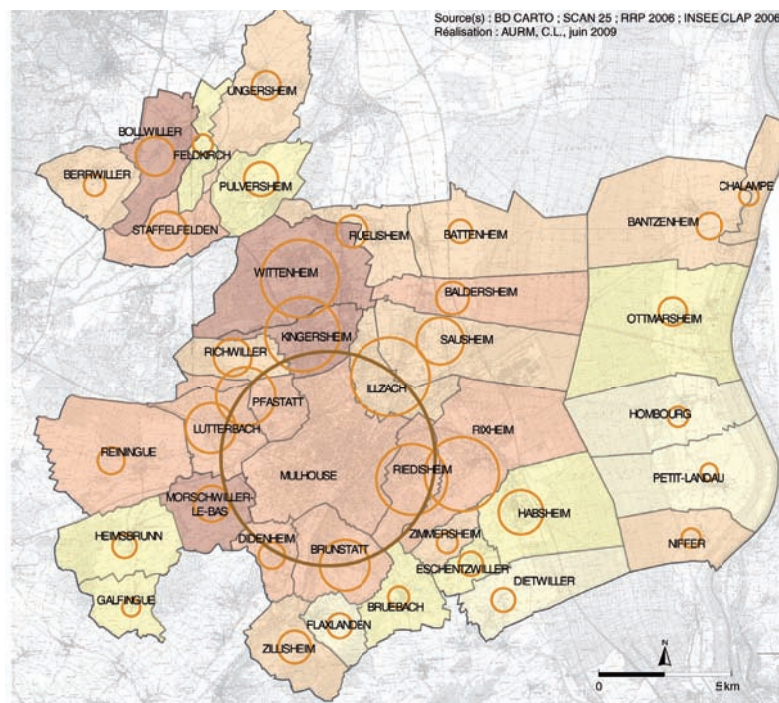 Source(s) : BD CARTO ; SCAN 25 ; RRP 2006 ; INSEE CLAP 2006
Réalisation : AURM, C.L., juin 2009
UNGERSHEIM
BOLLWILLER
FELDKIRCH
BERRWILLER
PULVERSHEIM
CHALAMPE
STAFFELFELDEN
RUELISHEIM
BATTENHEIM
BANTZENHEIM
WITTENHEIM
BALDERSHEIM
OTTMARSHEIM
KINGERSHEIM
SAUSHEIM
RICHWILLER
ILLZACH
PFASTATT
HOMBOURG
LUTTERBACH
RIXHEIM
REININGUE
MULHOUSE
RIEDISHEIM
PETIT-LANDAU
MORSCHWILLER-
LE-BAS
HABSHEIM
HEIMSBRUNN
DIDENHEIM
ZIMMERSHEIM
NIFFER
BRUNSTATT
ESCHENTZWILLER
DIETWILLER
GALFINGUE
BRUEBACH
FLAXLANDEN
ZILLISHEIM
N
0 5 km